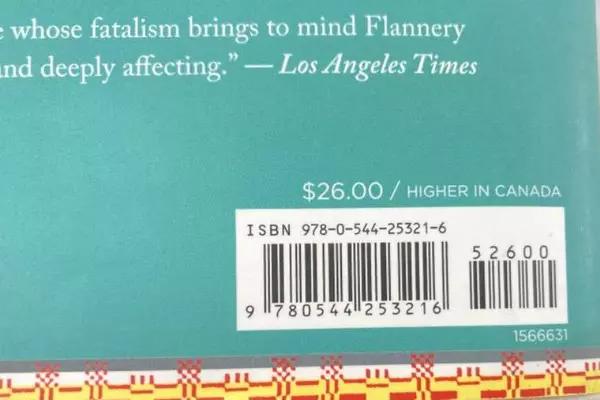 whose fatalism brings to mind Flannery
and deeply affecting.” — Los Angeles Times
$26.00 / HIGHER IN CANADA
ISBN 978-0-544-25321-6
52600
9 780544 253216
1566631